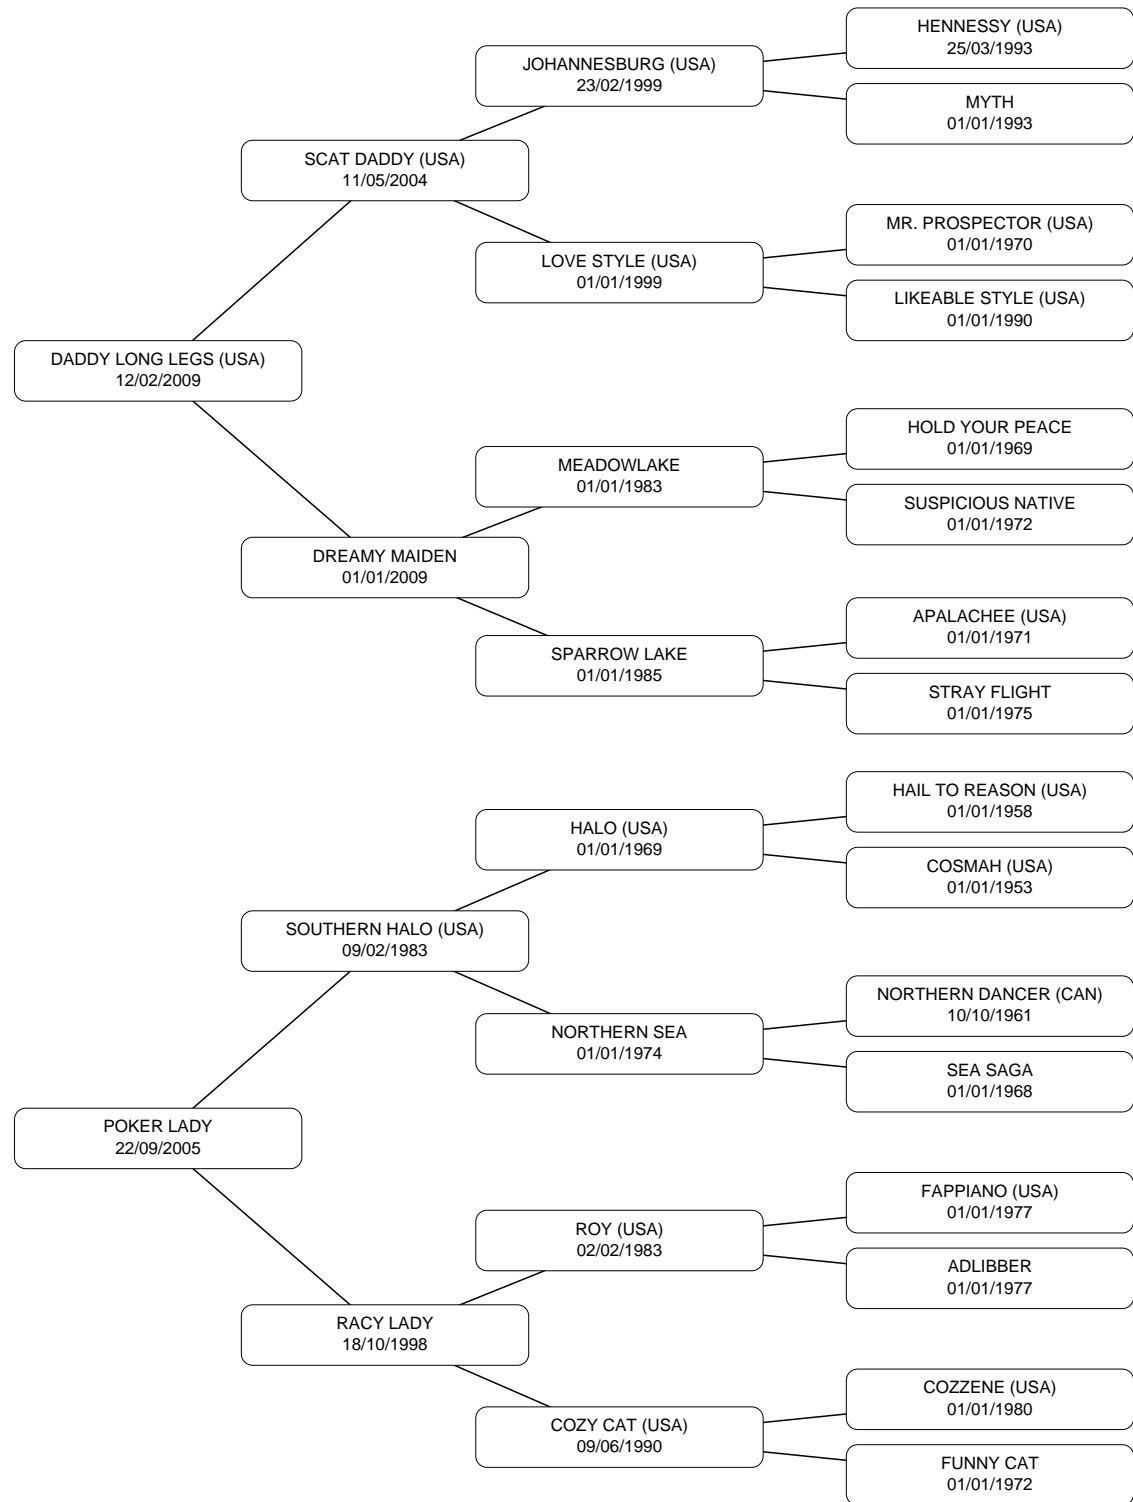 HENNESSY (USA)
25/03/1993
JOHANNESBURG (USA)
23/02/1999
MYTH
01/01/1993
SCAT DADDY (USA)
11/05/2004
MR. PROSPECTOR (USA)
01/01/1970
LOVE STYLE (USA)
01/01/1999
LIKEABLE STYLE (USA)
01/01/1990
DADDY LONG LEGS (USA)
12/02/2009
HOLD YOUR PEACE
01/01/1969
MEADOWLAKE
01/01/1983
SUSPICIOUS NATIVE
01/01/1972
DREAMY MAIDEN
01/01/2009
APALACHEE (USA)
01/01/1971
SPARROW LAKE
01/01/1985
STRAY FLIGHT
01/01/1975
HAIL TO REASON (USA)
01/01/1958
HALO (USA)
01/01/1969
COSMAH (USA)
01/01/1953
SOUTHERN HALO (USA)
09/02/1983
NORTHERN DANCER (CAN)
10/10/1961
NORTHERN SEA
01/01/1974
SEA SAGA
01/01/1968
POKER LADY
22/09/2005
FAPPIANO (USA)
01/01/1977
ROY (USA)
02/02/1983
ADLIBBER
01/01/1977
RACY LADY
18/10/1998
COZZENE (USA)
01/01/1980
COZY CAT (USA)
09/06/1990
FUNNY CAT
01/01/1972